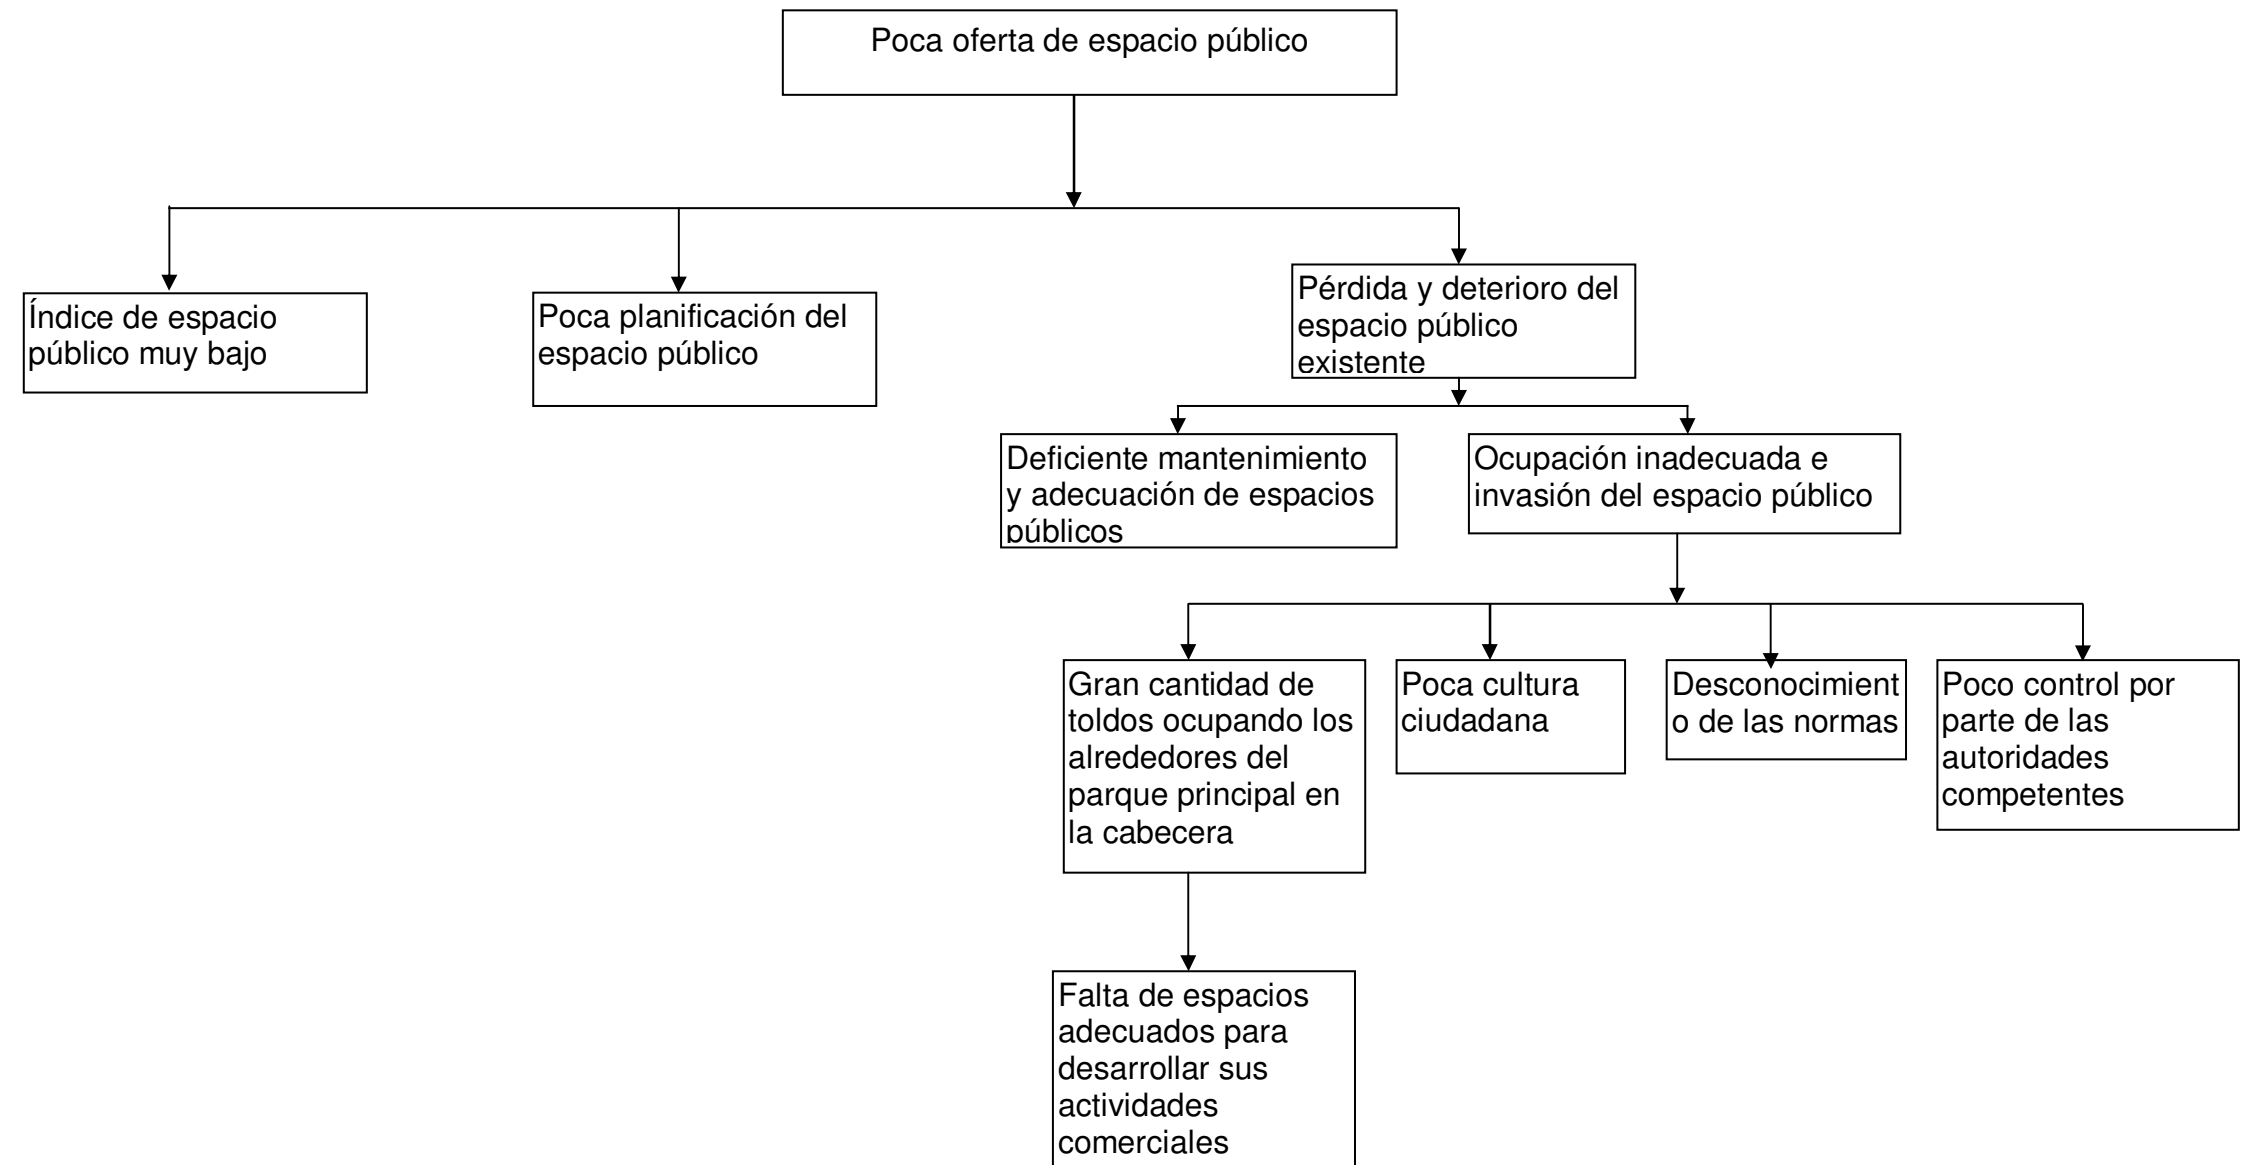 Poca oferta de espacio público
Índice de espacio
público muy bajo
Poca planificación del
espacio público
Pérdida y deterioro del
espacio público
existente
Deficiente mantenimiento
y adecuación de espacios
públicos
Ocupación inadecuada e
invasión del espacio público
Gran cantidad de
toldos ocupando los
alrededores del
parque principal en
la cabecera
Poca cultura
ciudadana
Desconocimient
o de las normas
Poco control por
parte de las
autoridades
competentes
Falta de espacios
adecuados para
desarrollar sus
actividades
comerciales